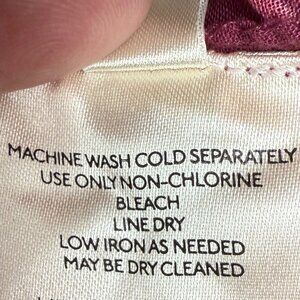 MACHINE WASH COLD SEPARATELY
USE ONLY NON-CHLORINE
BLEACH
LINE DRY
LOW IRON AS NEEDED
MAY BE DRY CLEANED